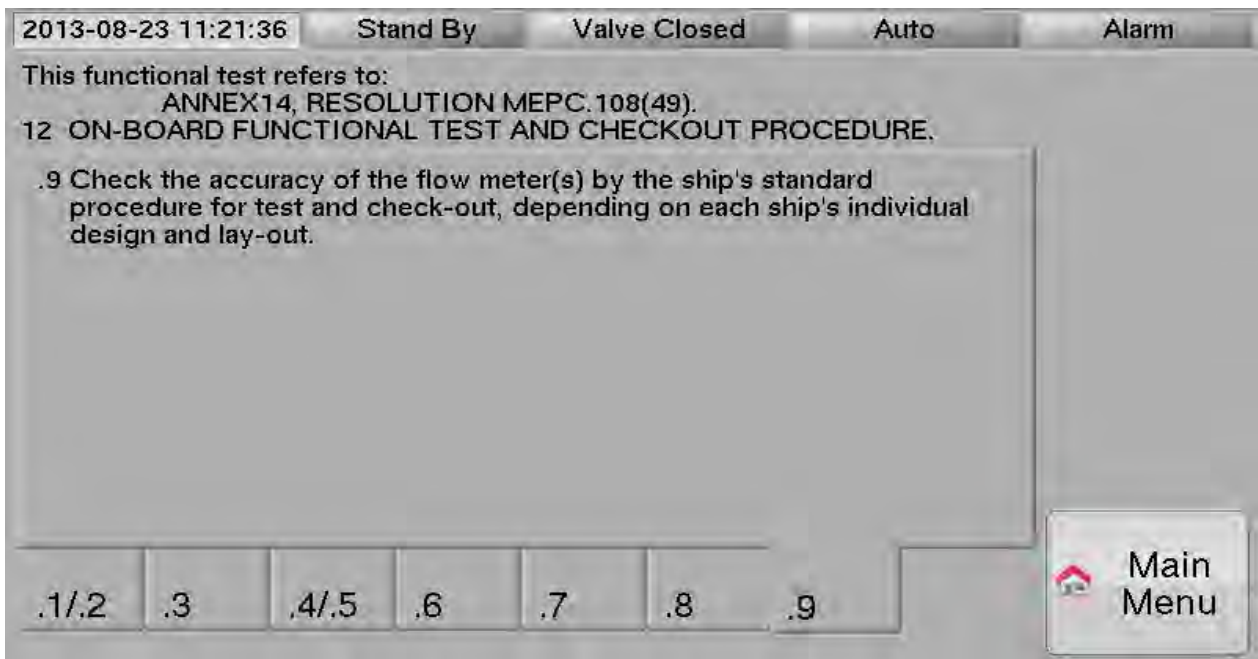 2013-08-23 11:21:36 Stand By Valve Closed Auto Alarm
This functional test refers to:
ANNEX14, RESOLUTION MEPC.108(49).
12 ON-BOARD FUNCTIONAL TEST AND CHECKOUT PROCEDURE.
.9 Check the accuracy of the flow meter(s) by the ship's standard
procedure for test and check-out, depending on each ship's individual
design and lay-out.
.1/.2 .3 .4/.5 .6 .7 .8 .9
Main
Menu